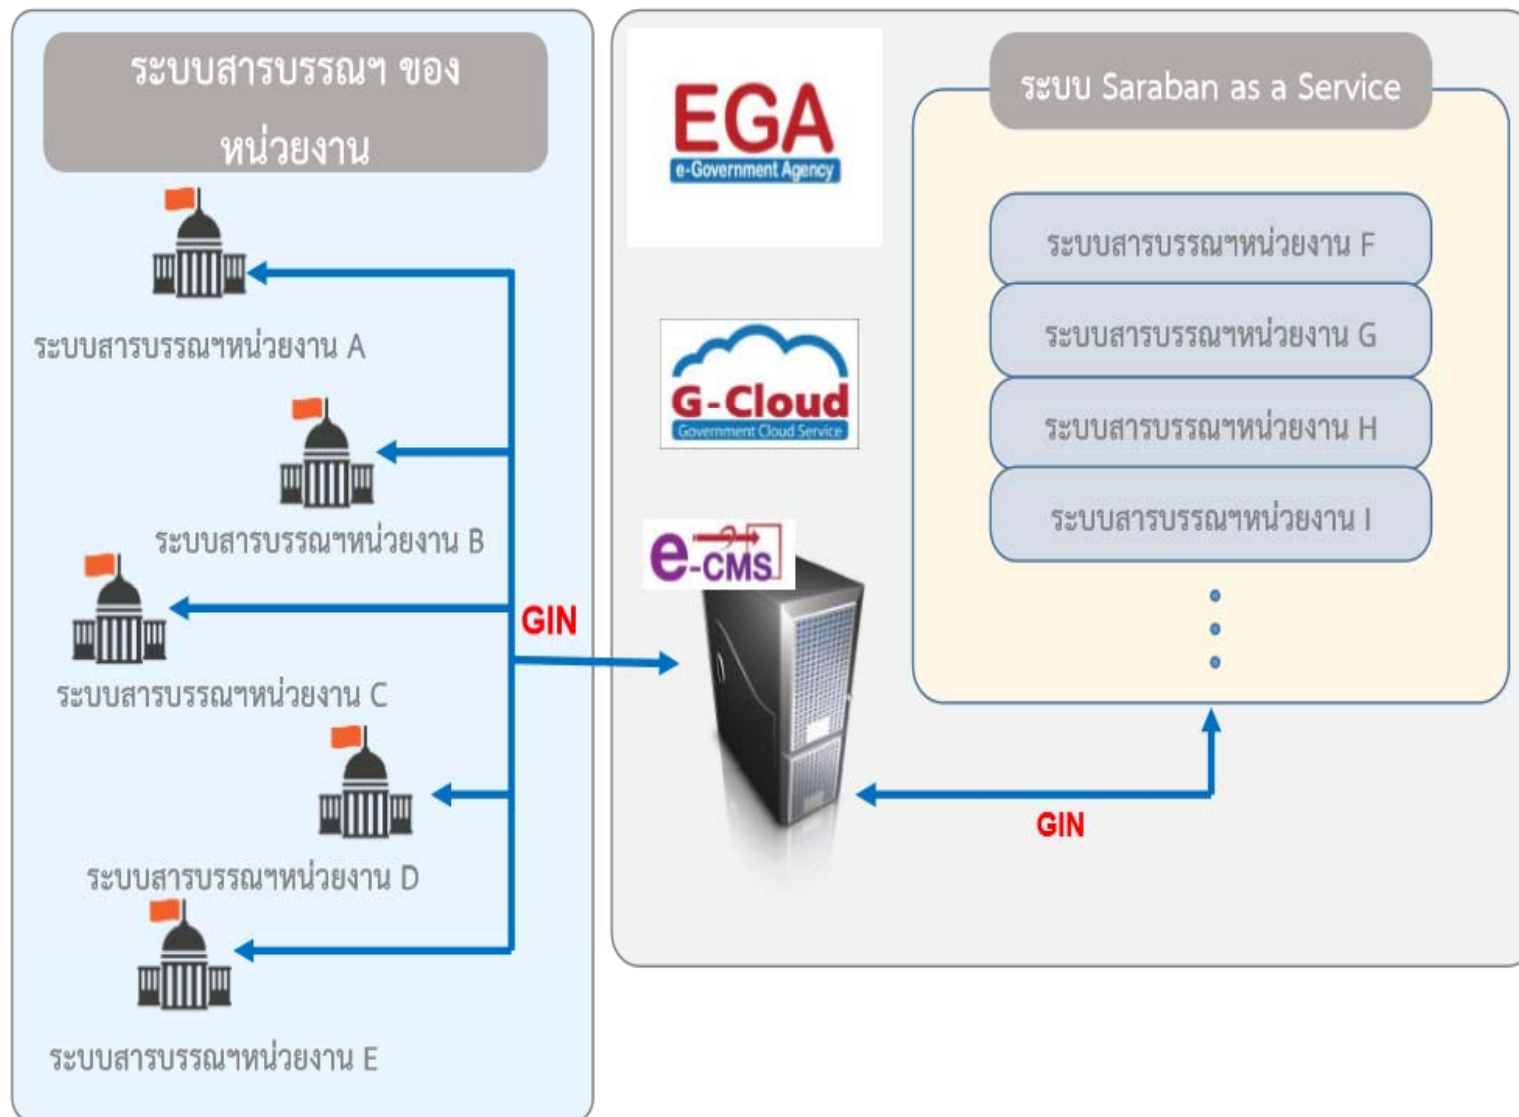 ระบบสารบรรณฯ ของ
หน่วยงาน
ระบบสารบรรณฯหน่วยงาน A
ระบบสารบรรณฯหน่วยงาน B
ระบบสารบรรณฯหน่วยงาน C
ระบบสารบรรณฯหน่วยงาน D
ระบบสารบรรณฯหน่วยงาน E
GIN
EGA
e-Government Agency
G-Cloud
Government Cloud Service
e-CMS
ระบบ Saraban as a Service
ระบบสารบรรณฯหน่วยงาน F
ระบบสารบรรณฯหน่วยงาน G
ระบบสารบรรณฯหน่วยงาน H
ระบบสารบรรณฯหน่วยงาน I
GIN